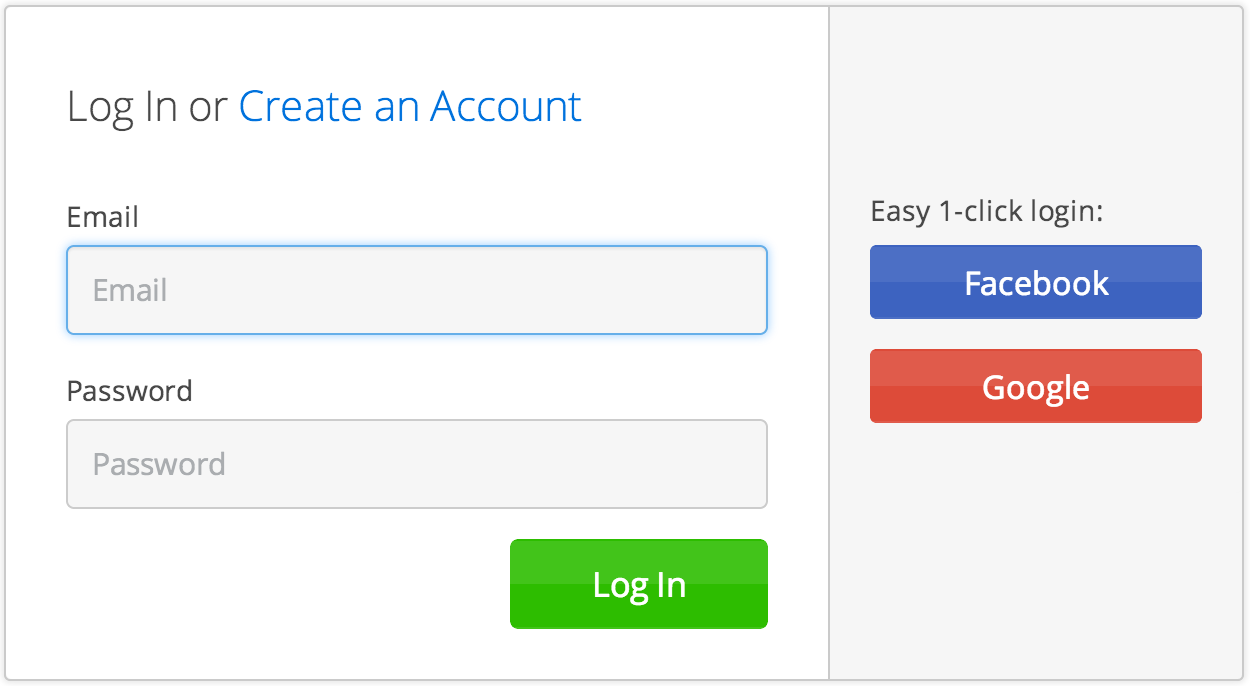 Log In or Create an Account
Email
Email
Password
Password
Log In
Easy 1-click login:
Facebook
Google